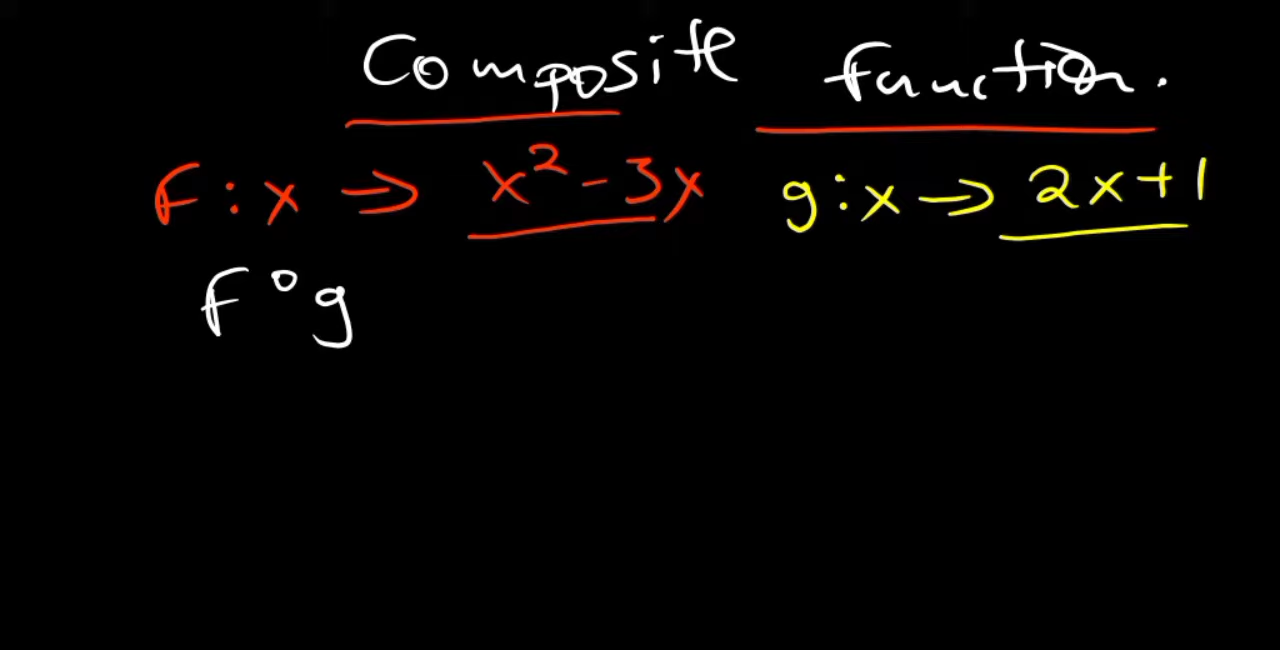 Composite function.
F : x → x² - 3x g : x → 2x + 1
F ∘ g